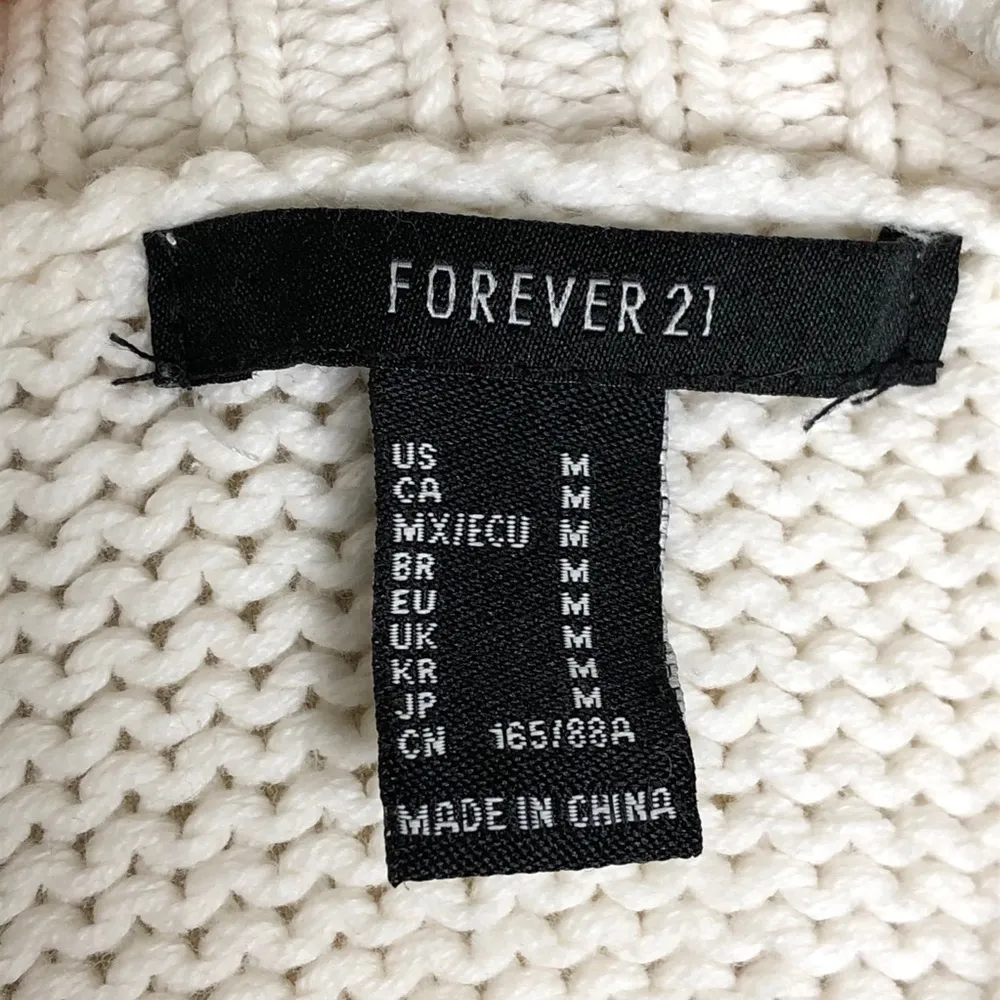 FOREVER 21
US M
CA M
MX/ECU M
BR M
EU M
UK M
KR M
JP M
CN 165/88A
MADE IN CHINA